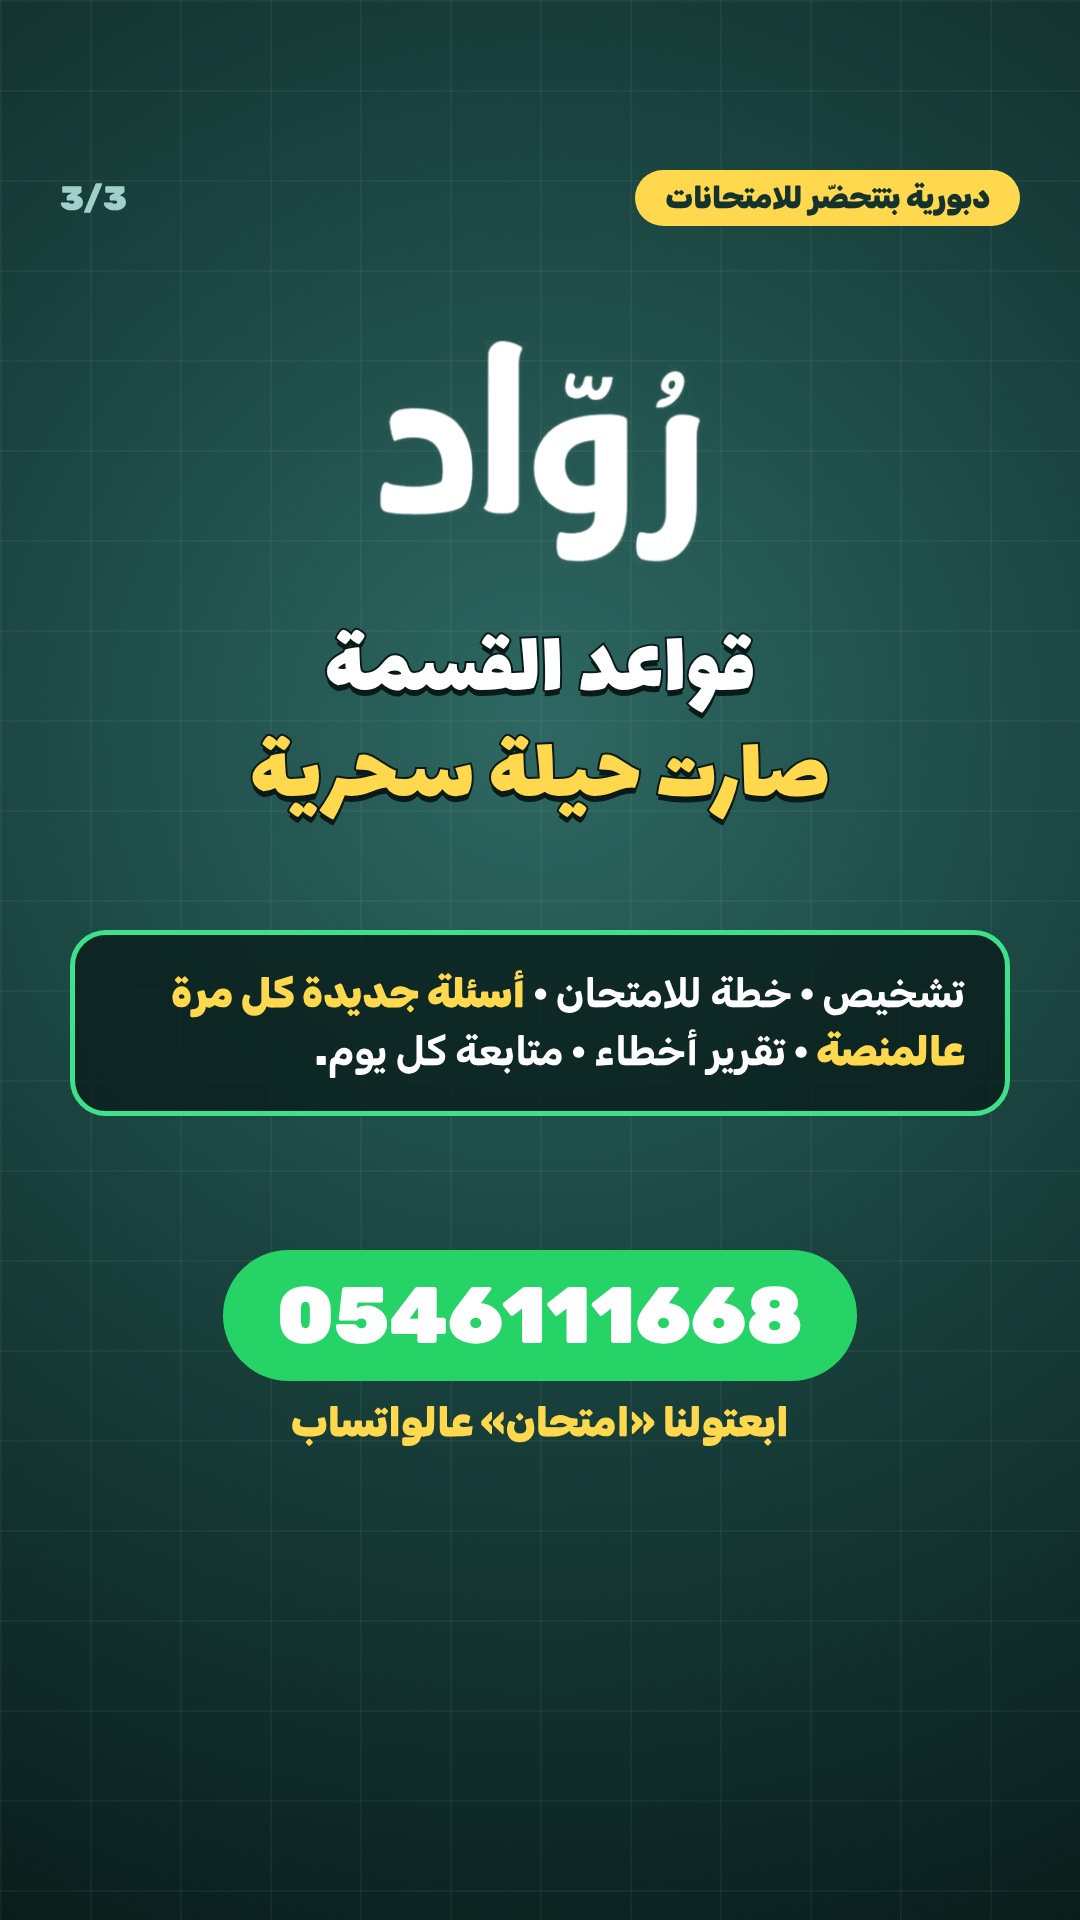 دبورية بتتحضّر للامتحانات
3/3
رُوّاد
قواعد القسمة
صارت حيلة سحرية
تشخيص • خطة للامتحان • أسئلة جديدة كل مرة
عالمنصة • تقرير أخطاء • متابعة كل يوم.
0546111668
ابعتولنا «امتحان» عالواتساب